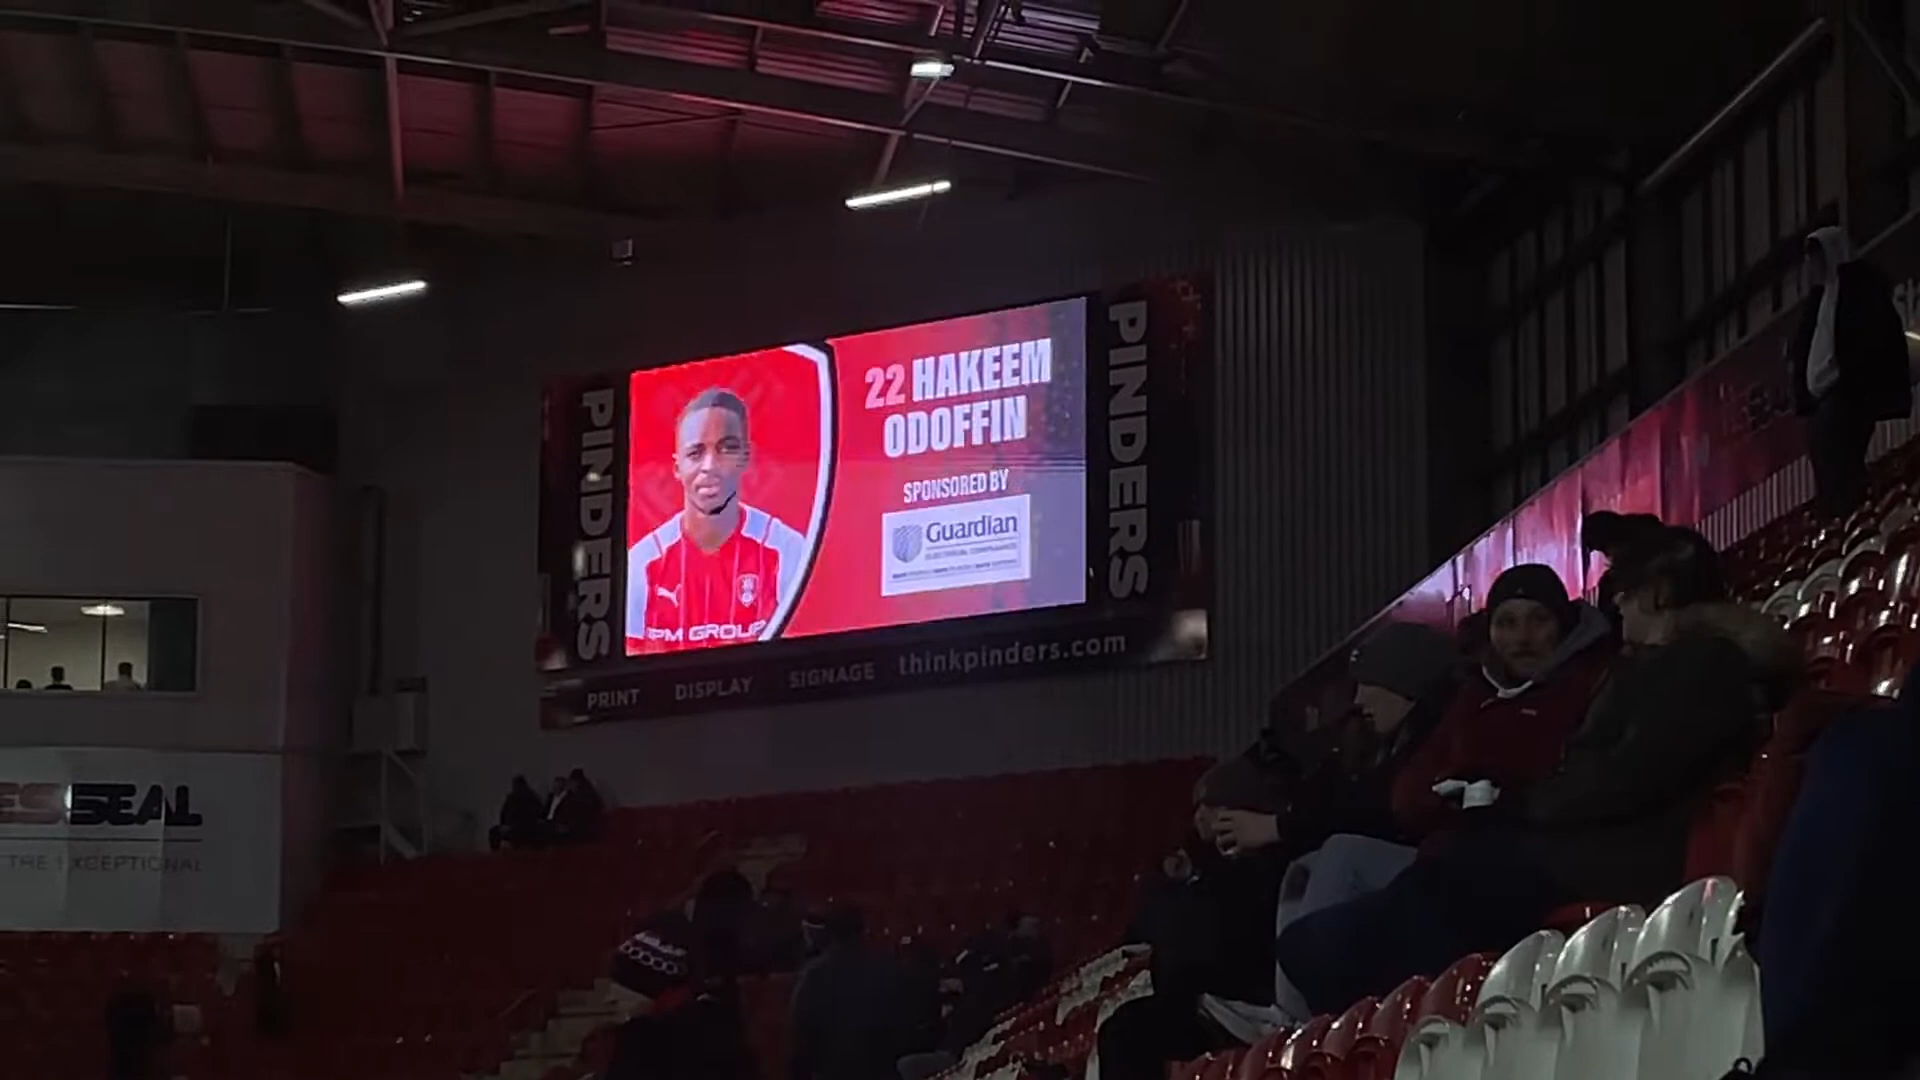 PINDERS
22 HAKEEM
ODOFFIN
SPONSORED BY
Guardian
PM GROUP
PINDERS
PRINT DISPLAY SIGNAGE thinkpinders.com
SEAL
THE EXCEPTIONAL